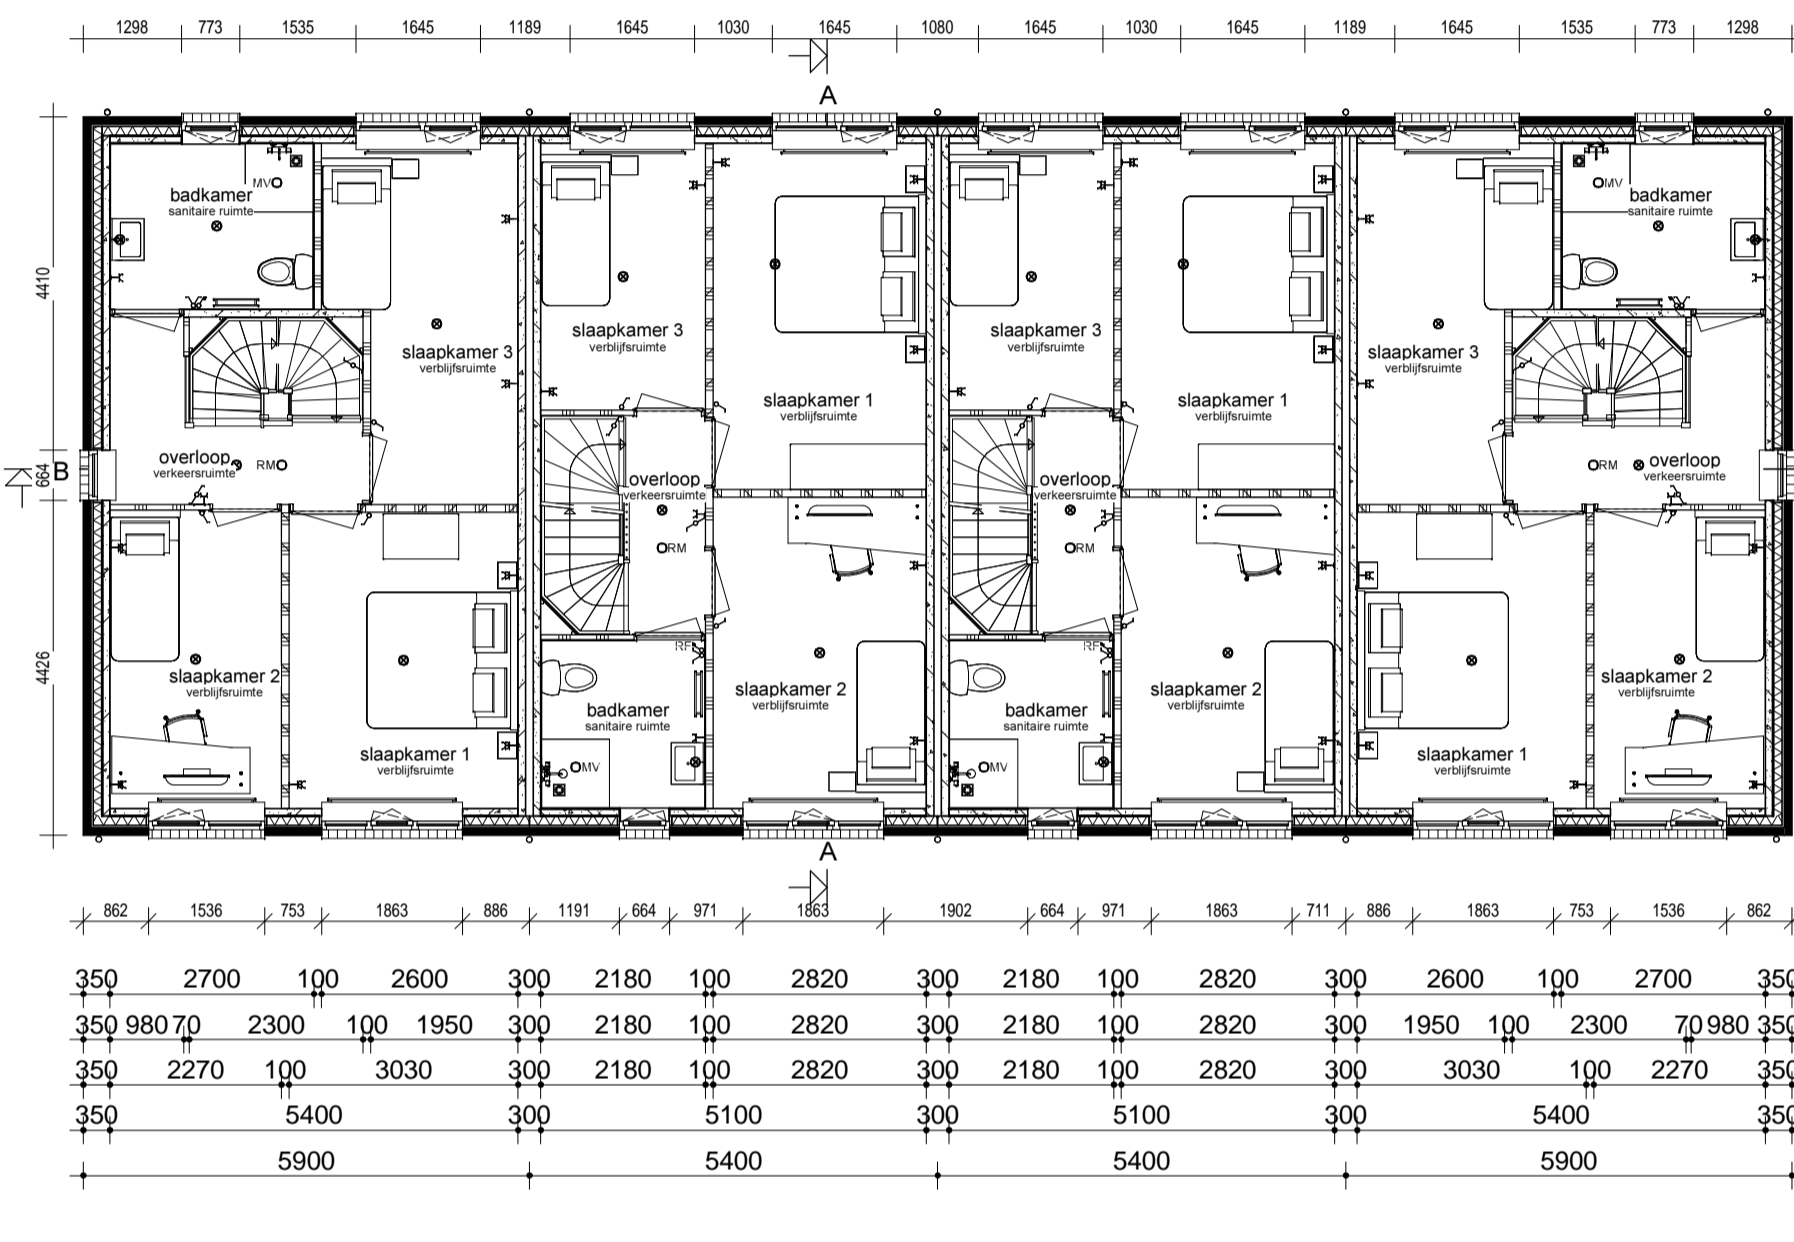 1298 773 1535 1645 1189 1645 1030 1645 1080 1645 1030 1645 1189 1645 1535 773 1298
A
4410
664
4426
B
badkamer
sanitaire ruimte
MV
slaapkamer 3
verblijfsruimte
overloop
verkeersruimte
RM
slaapkamer 2
verblijfsruimte
slaapkamer 1
verblijfsruimte
slaapkamer 3
verblijfsruimte
slaapkamer 1
verblijfsruimte
overloop
verkeersruimte
RM
RF
badkamer
sanitaire ruimte
MV
slaapkamer 2
verblijfsruimte
slaapkamer 3
verblijfsruimte
slaapkamer 1
verblijfsruimte
overloop
verkeersruimte
RM
RF
badkamer
sanitaire ruimte
MV
slaapkamer 2
verblijfsruimte
MV
badkamer
sanitaire ruimte
slaapkamer 3
verblijfsruimte
RM
overloop
verkeersruimte
slaapkamer 1
verblijfsruimte
slaapkamer 2
verblijfsruimte
A
862 1536 753 1863 886 1191 664 971 1863 1902 664 971 1863 711 886 1863 753 1536 862
350 2700 100 2600 300 2180 100 2820 300 2180 100 2820 300 2600 100 2700 350
350 980 70 2300 100 1950 300 2180 100 2820 300 2180 100 2820 300 1950 100 2300 70 980 350
350 2270 100 3030 300 2180 100 2820 300 2180 100 2820 300 3030 100 2270 350
350 5400 300 5100 300 5100 300 5400 350
5900 5400 5400 5900